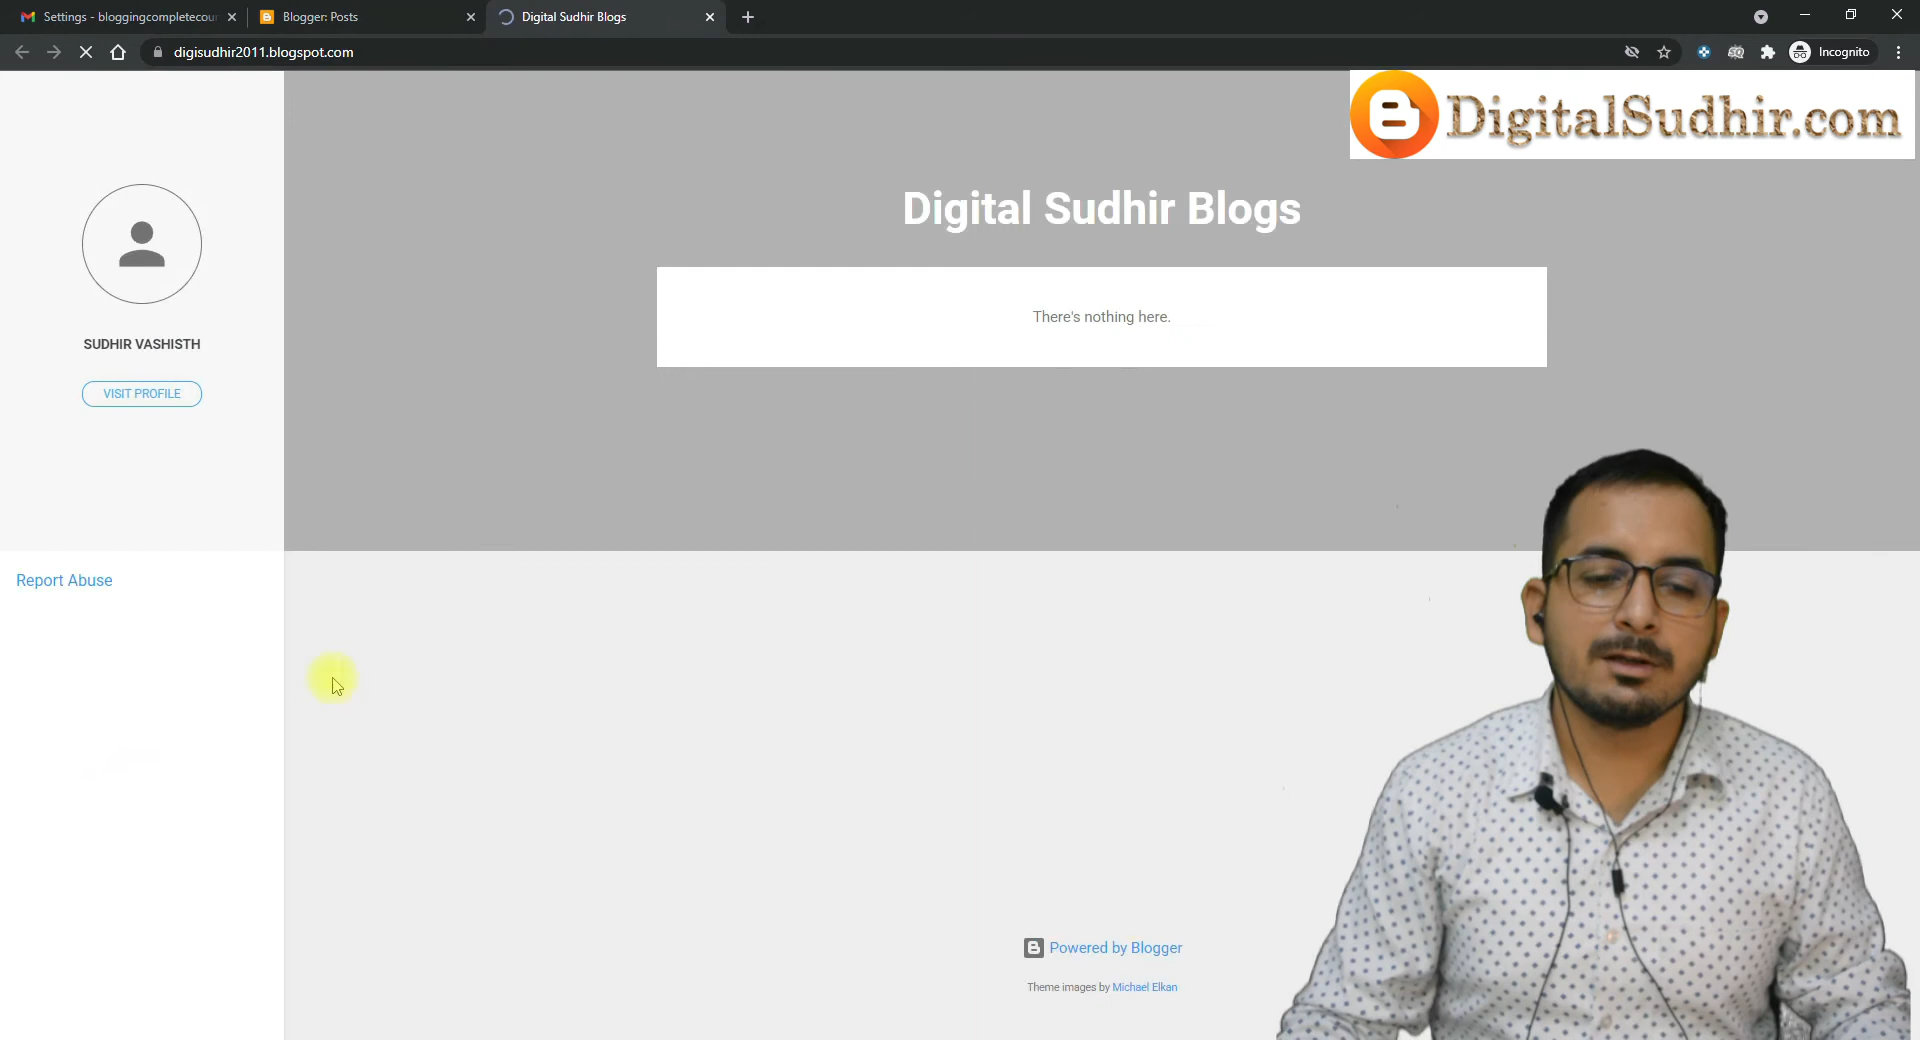 Settings - bloggingcompletecour
Blogger: Posts
Digital Sudhir Blogs
digisudhir2011.blogspot.com
Incognito
DigitalSudhir.com
Digital Sudhir Blogs
There's nothing here.
SUDHIR VASHISTH
VISIT PROFILE
Report Abuse
Powered by Blogger
Theme images by Michael Elkan